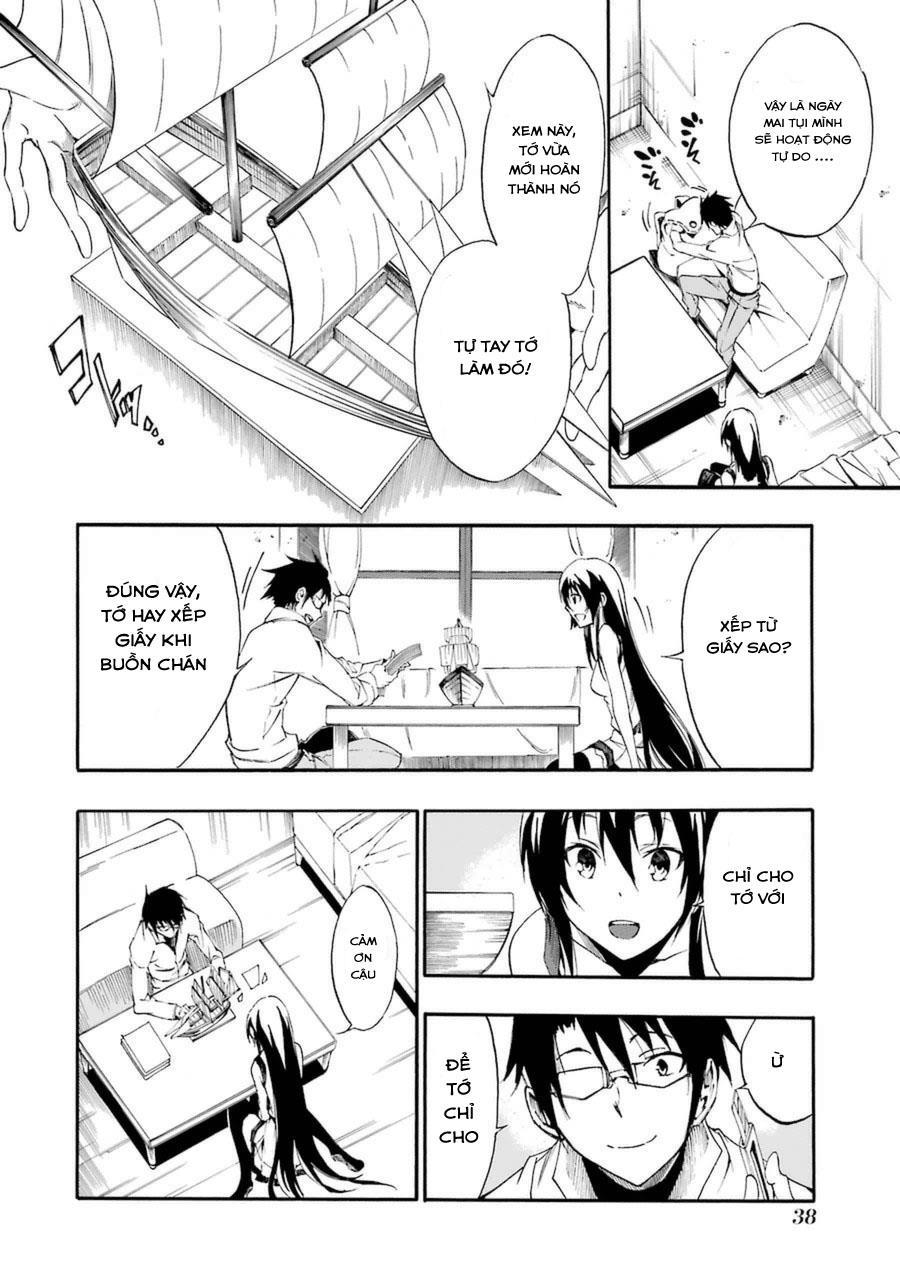 VẬY LÀ NGÀY
MAI TỤI MÌNH
SẼ HOẠT ĐỘNG
TỰ DO ....
XEM NÀY,
TỚ VỪA
MỚI HOÀN
THÀNH NÓ
TỰ TAY TỚ
LÀM ĐÓ!
XẾP TỪ
GIẤY SAO?
ĐÚNG VẬY,
TỚ HAY XẾP
GIẤY KHI
BUỒN CHÁN
CHỈ CHO
TỚ VỚI
Ừ
ĐỂ
TỚ
CHỈ
CHO
CẢM
ƠN
CẬU
38